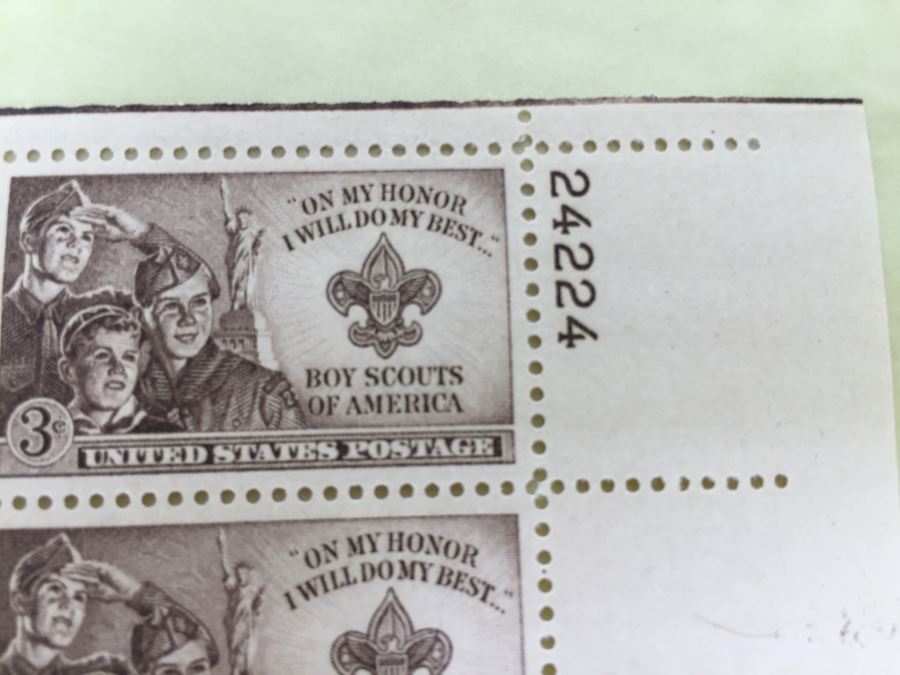 "ON MY HONOR
I WILL DO MY BEST..."
BOY SCOUTS
OF AMERICA
3¢
UNITED STATES POSTAGE
24224
"ON MY HONOR
I WILL DO MY BEST..."